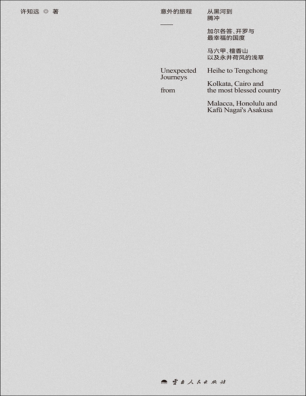 许知远 ※ 著
意外的旅程
从黑河到
腾冲
加尔各答、开罗与
最幸福的国度
马六甲、檀香山
以及永井荷风的浅草
Unexpected
Journeys
from
Heihe to Tengchong
Kolkata, Cairo and
the most blessed country
Malacca, Honolulu and
Kafū Nagai's Asakusa
云南人民出版社